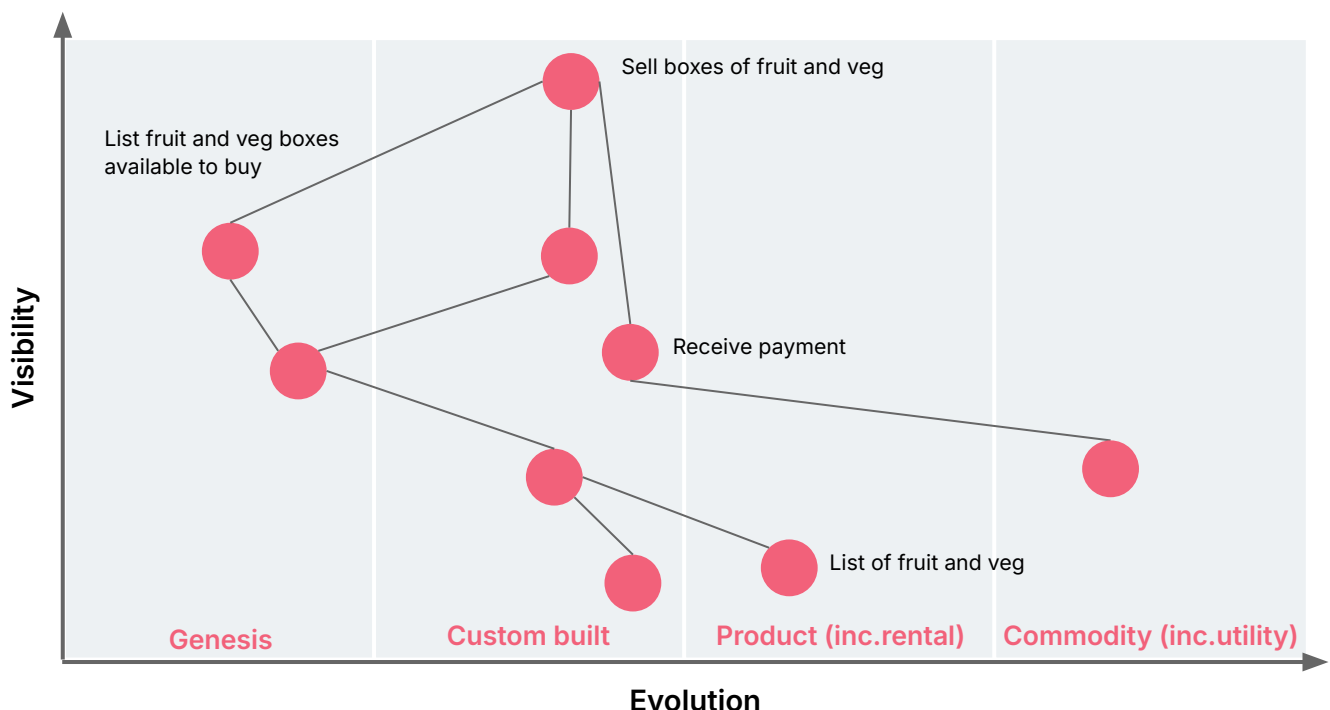 Sell boxes of fruit and veg
List fruit and veg boxes
available to buy
Visibility
Receive payment
List of fruit and veg
Genesis
Custom built
Product (inc.rental)
Commodity (inc.utility)
Evolution